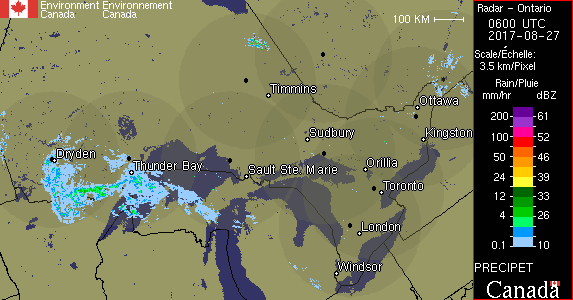 Environment Environnement
Canada Canada
100 KM
Timmins
Ottawa
Sudbury
Kingston
Dryden
Thunder Bay
Sault Ste. Marie
Orillia
Toronto
London
Windsor
Radar - Ontario
0600 UTC
2017-08-27
Scale/Échelle:
3.5 km/Pixel
Rain/Pluie
mm/hr dBZ
200 61
100 52
50 46
24 39
12 33
4 26
0.1 10
PRECIPET
Canada